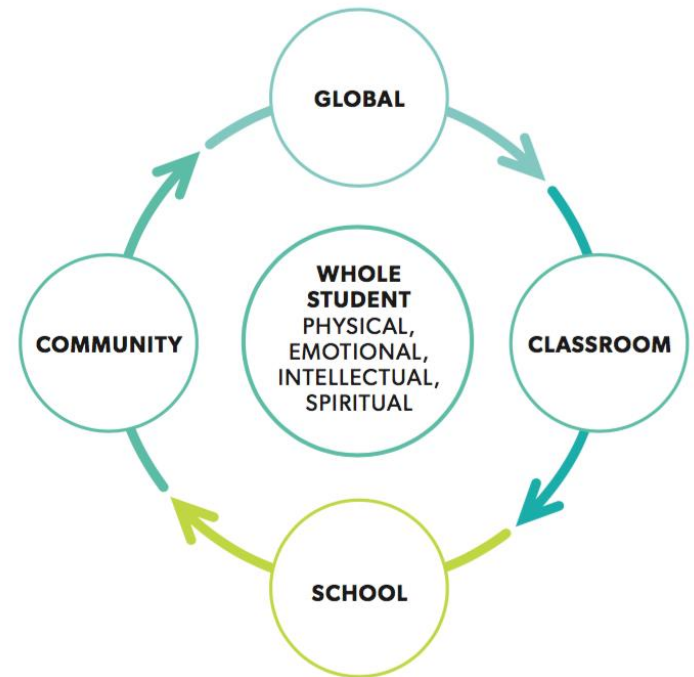 GLOBAL
WHOLE
STUDENT
PHYSICAL,
EMOTIONAL,
INTELLECTUAL,
SPIRITUAL
COMMUNITY
CLASSROOM
SCHOOL